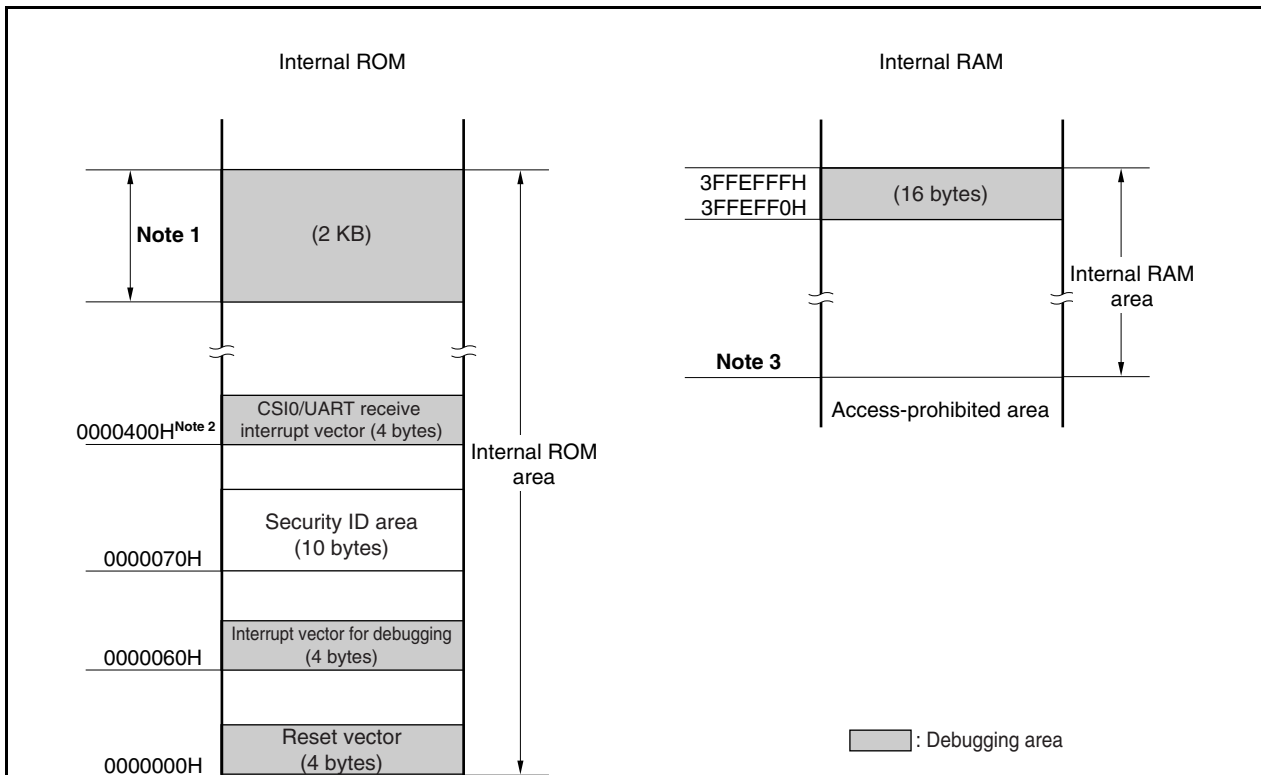 Internal ROM
Note 1
(2 KB)
0000400H Note 2
CSI0/UART receive
interrupt vector (4 bytes)
Internal ROM
area
Security ID area
(10 bytes)
0000070H
Interrupt vector for debugging
(4 bytes)
0000060H
Reset vector
(4 bytes)
0000000H
Internal RAM
3FFEFFFH
3FFEFF0H
(16 bytes)
Internal RAM
area
Note 3
Access-prohibited area
: Debugging area